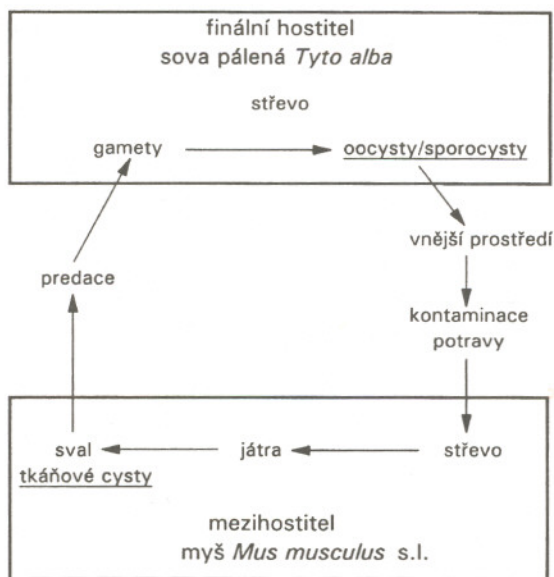 finální hostitel
sova pálená Tyto alba
střevo
gamety
oocysty/sporocysty
vnější prostředí
predace
kontaminace
potravy
sval
játra
střevo
tkáňové cysty
mezihostitel
myš Mus musculus s.l.